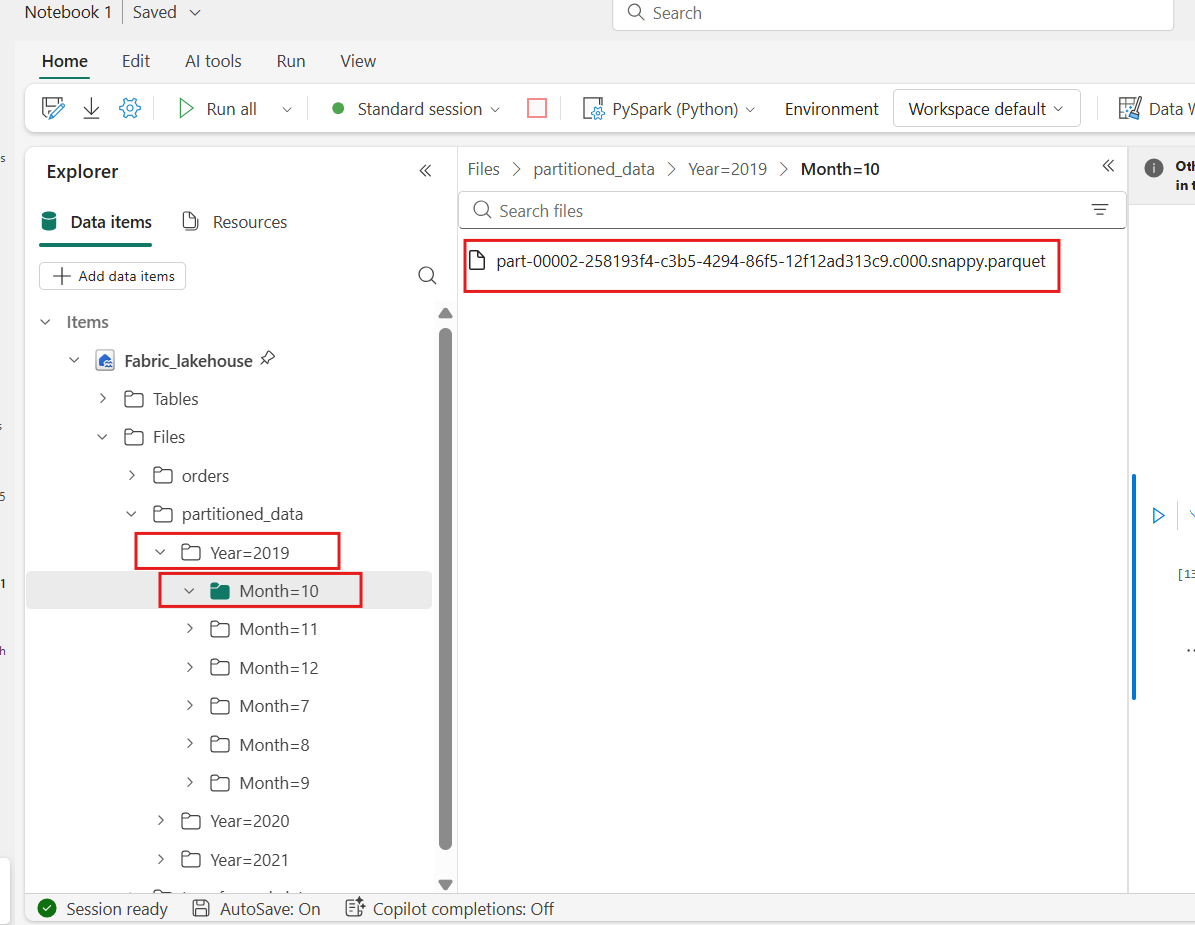 Notebook 1 Saved
Search
Home Edit AI tools Run View
Run all Standard session PySpark (Python) Environment Workspace default Data W
Explorer
Data items Resources
Add data items
Items
Fabric_lakehouse
Tables
Files
orders
partitioned_data
Year=2019
Month=10
Month=11
Month=12
Month=7
Month=8
Month=9
Year=2020
Year=2021
Files > partitioned_data > Year=2019 > Month=10
Search files
part-00002-258193f4-c3b5-4294-86f5-12f12ad313c9.c000.snappy.parquet
Oth
in t
[13
Session ready AutoSave: On Copilot completions: Off